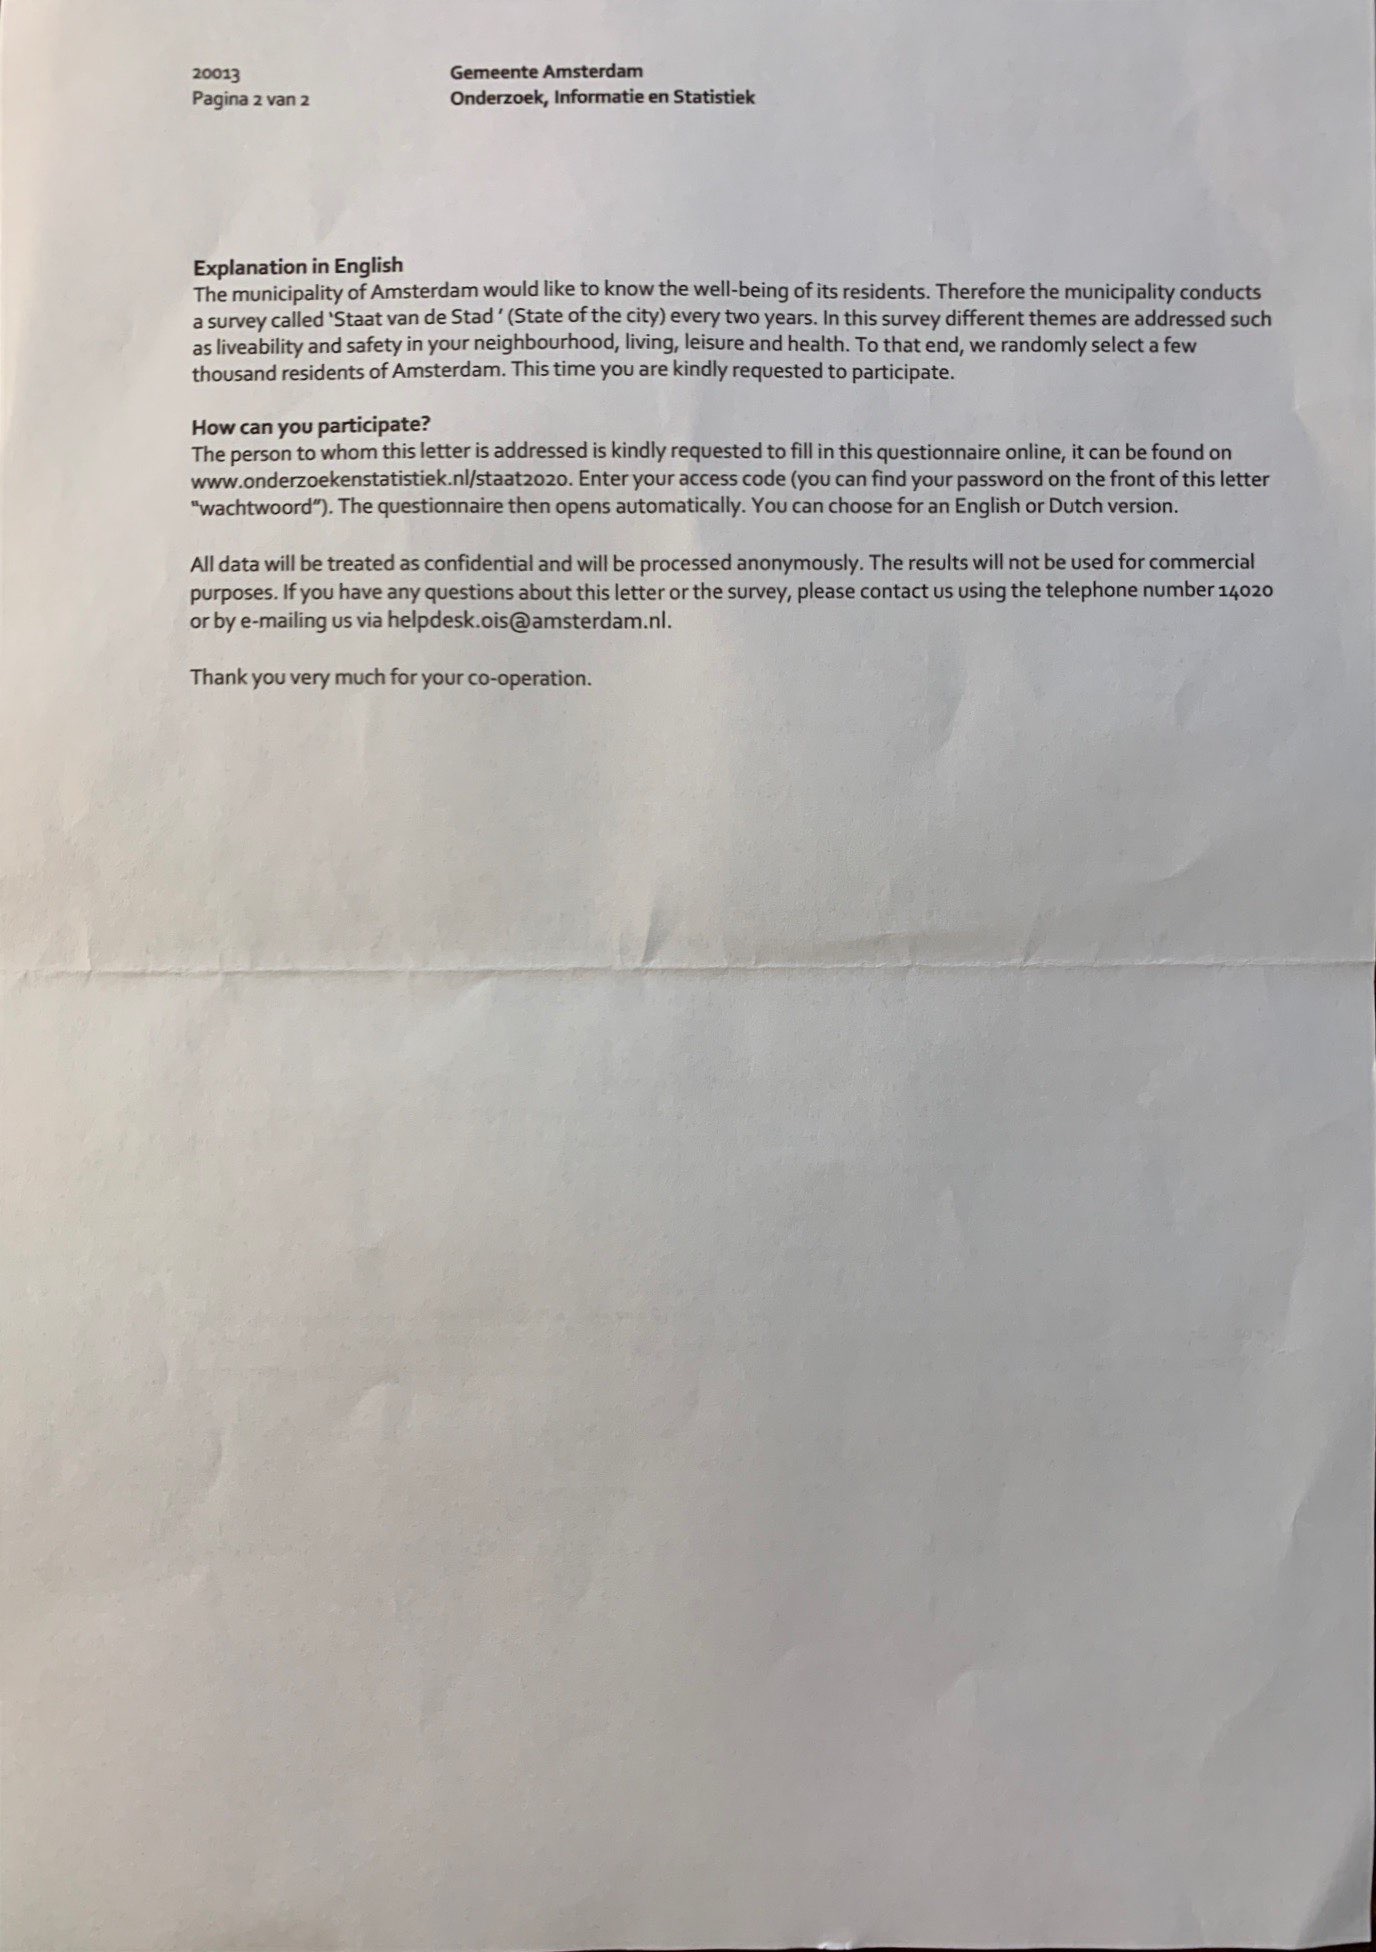 20013
Pagina 2 van 2
Gemeente Amsterdam
Onderzoek, Informatie en Statistiek
Explanation in English
The municipality of Amsterdam would like to know the well-being of its residents. Therefore the municipality conducts
a survey called ‘Staat van de Stad ’ (State of the city) every two years. In this survey different themes are addressed such
as liveability and safety in your neighbourhood, living, leisure and health. To that end, we randomly select a few
thousand residents of Amsterdam. This time you are kindly requested to participate.
How can you participate?
The person to whom this letter is addressed is kindly requested to fill in this questionnaire online, it can be found on
www.onderzoekenstatistiek.nl/staat2020. Enter your access code (you can find your password on the front of this letter
“wachtwoord”). The questionnaire then opens automatically. You can choose for an English or Dutch version.
All data will be treated as confidential and will be processed anonymously. The results will not be used for commercial
purposes. If you have any questions about this letter or the survey, please contact us using the telephone number 14020
or by e-mailing us via helpdesk.ois@amsterdam.nl.
Thank you very much for your co-operation.